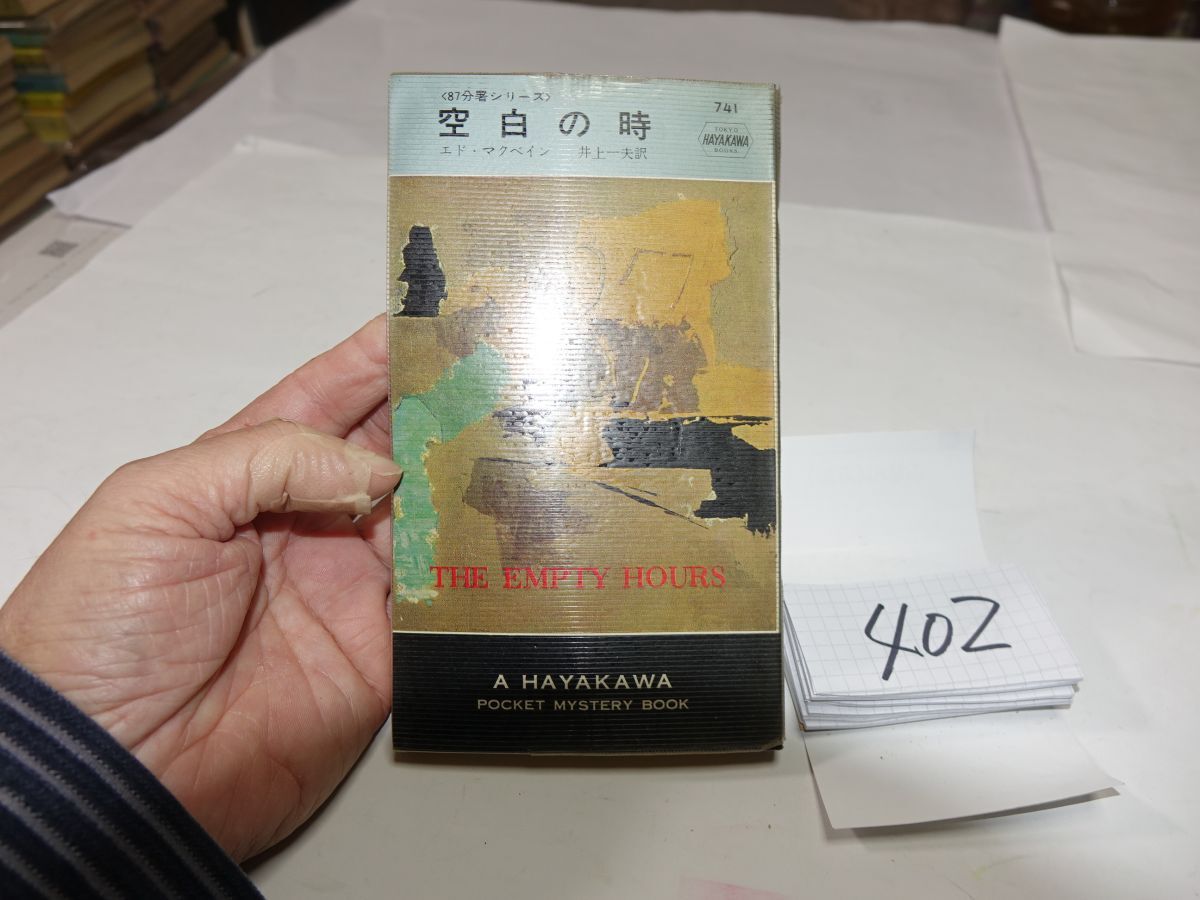 〈87分署シリーズ〉
空白の時
エド・マクベイン 井上一夫訳
741
TOKYO
HAYAKAWA
BOOKS
87
THE EMPTY HOURS
A HAYAKAWA
POCKET MYSTERY BOOK
402